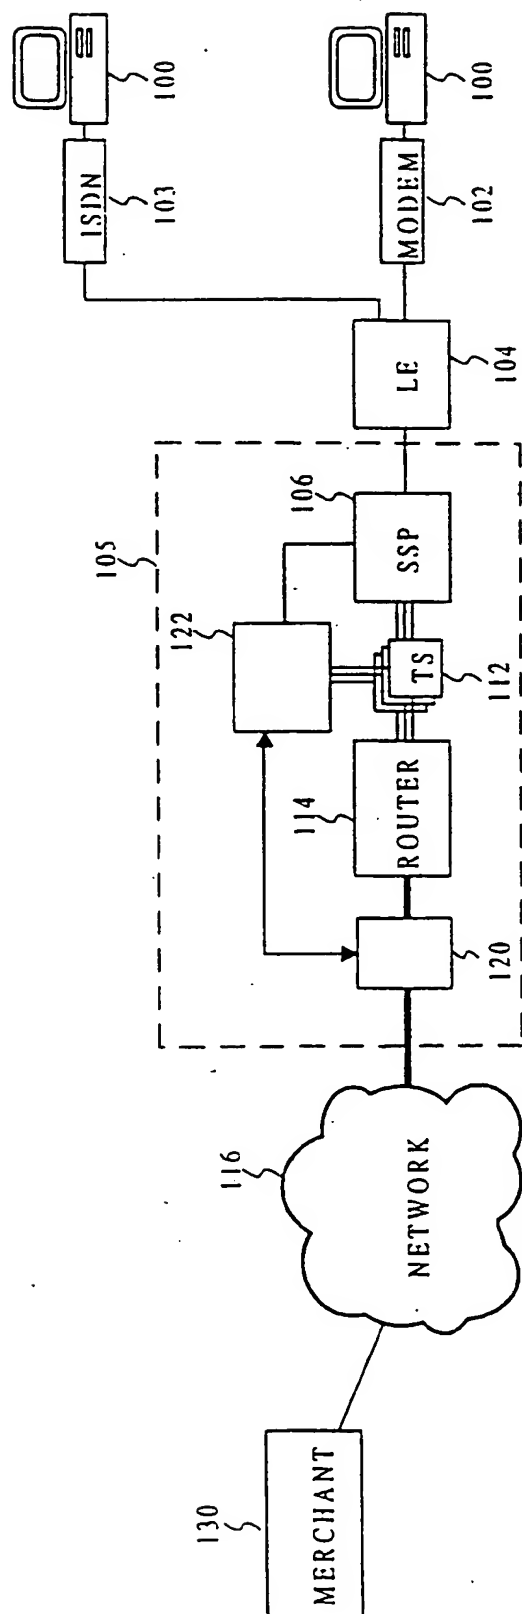 100
100
ISDN
103
MODEM
102
LE
104
105
106
SSP
122
TS
112
114
ROUTER
120
116
NETWORK
130
MERCHANT